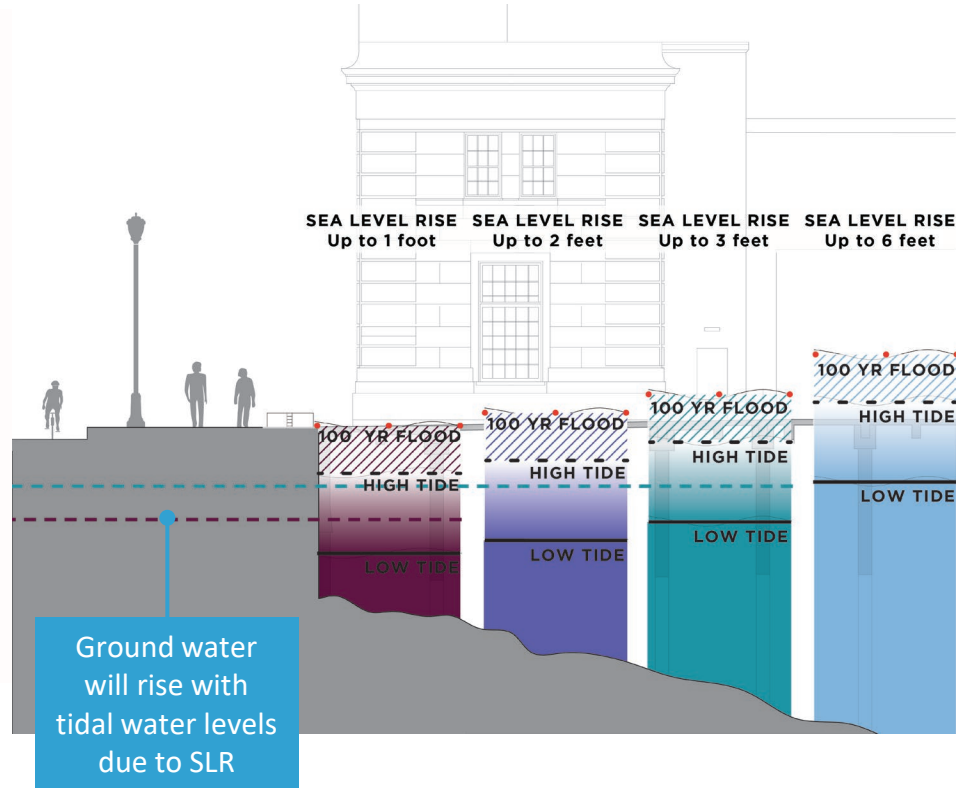 SEA LEVEL RISE
Up to 1 foot
SEA LEVEL RISE
Up to 2 feet
SEA LEVEL RISE
Up to 3 feet
SEA LEVEL RISE
Up to 6 feet
100 YR FLOOD
HIGH TIDE
LOW TIDE
100 YR FLOOD
HIGH TIDE
LOW TIDE
100 YR FLOOD
HIGH TIDE
LOW TIDE
100 YR FLOOD
HIGH TIDE
LOW TIDE
Ground water
will rise with
tidal water levels
due to SLR